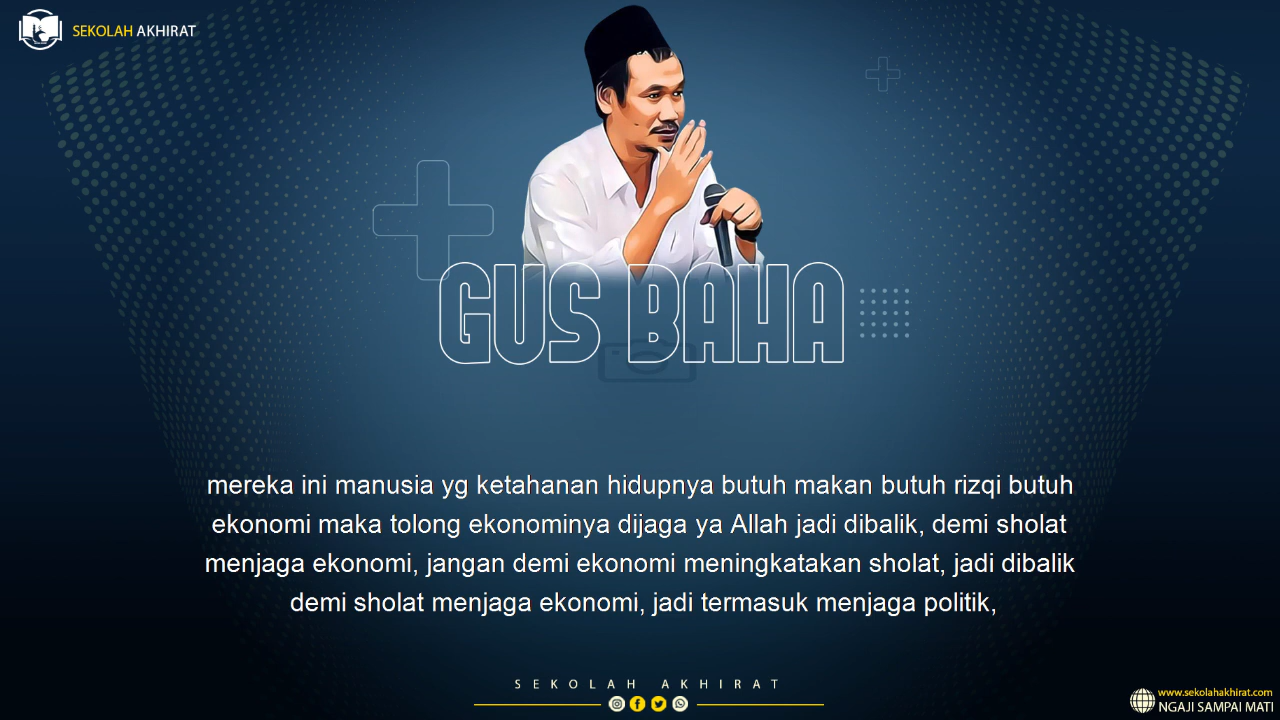 SEKOLAH AKHIRAT
GUS BAHA
mereka ini manusia yg ketahanan hidupnya butuh makan butuh rizqi butuh
ekonomi maka tolong ekonominya dijaga ya Allah jadi dibalik, demi sholat
menjaga ekonomi, jangan demi ekonomi meningkatakan sholat, jadi dibalik
demi sholat menjaga ekonomi, jadi termasuk menjaga politik,
SEKOLAH AKHIRAT
www.sekolahakhirat.com
NGAJI SAMPAI MATI